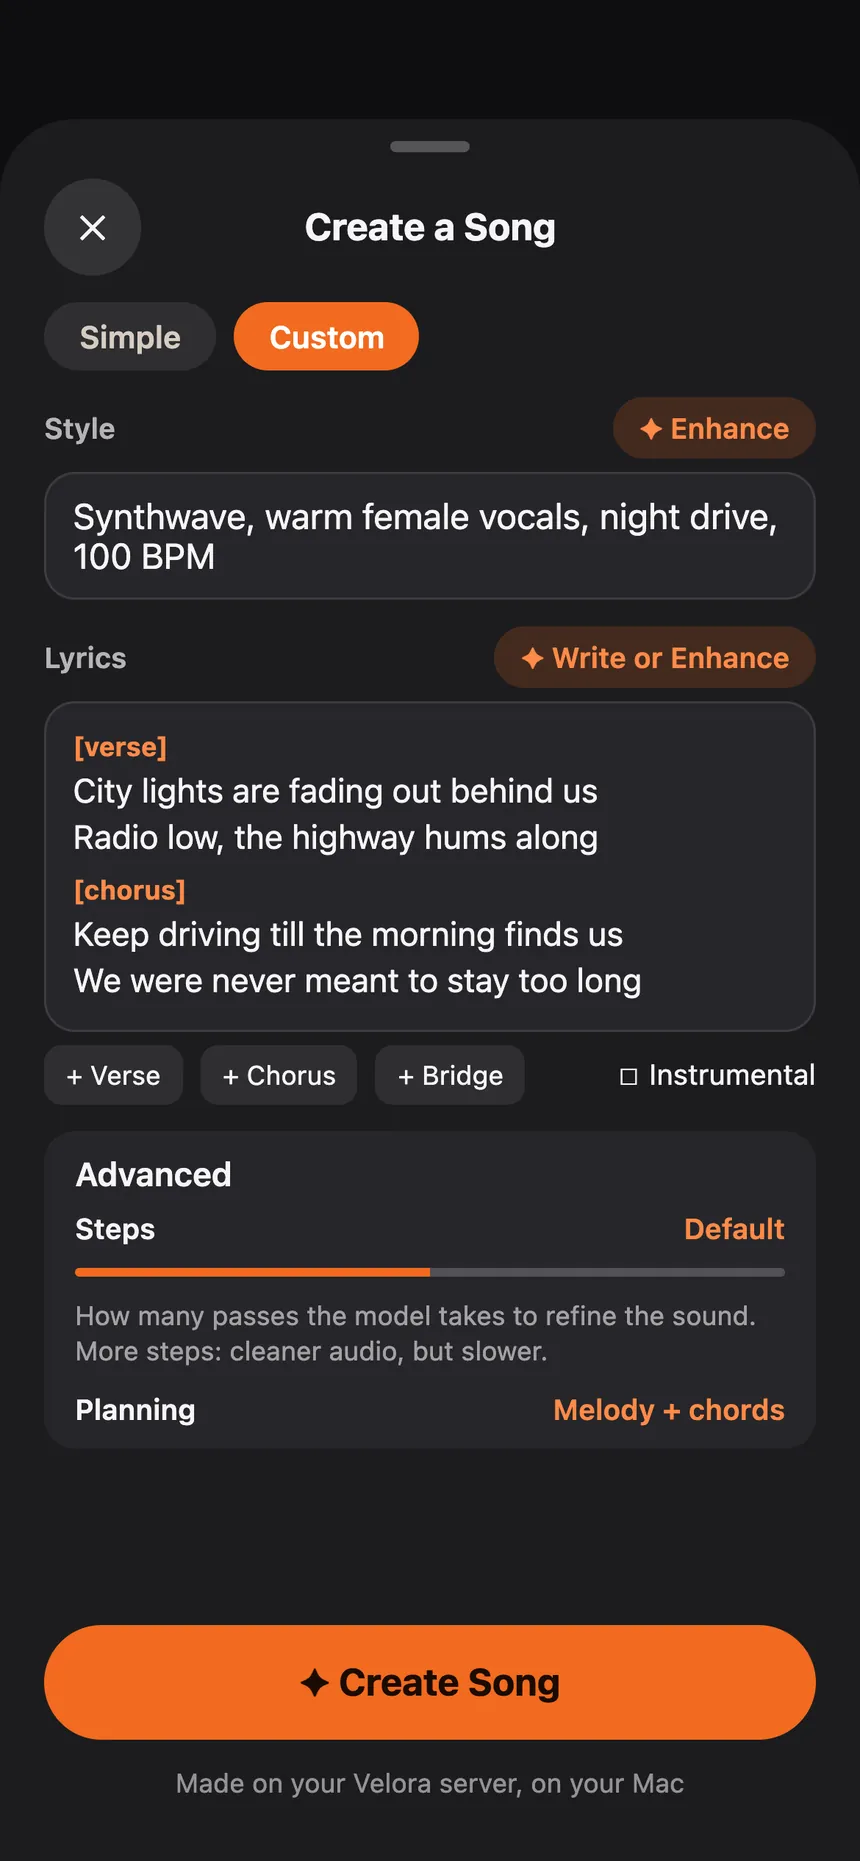 Create a Song
Simple
Custom
Style
Enhance
Synthwave, warm female vocals, night drive,
100 BPM
Lyrics
Write or Enhance
[verse]
City lights are fading out behind us
Radio low, the highway hums along
[chorus]
Keep driving till the morning finds us
We were never meant to stay too long
+ Verse
+ Chorus
+ Bridge
Instrumental
Advanced
Steps
Default
How many passes the model takes to refine the sound.
More steps: cleaner audio, but slower.
Planning
Melody + chords
Create Song
Made on your Velora server, on your Mac